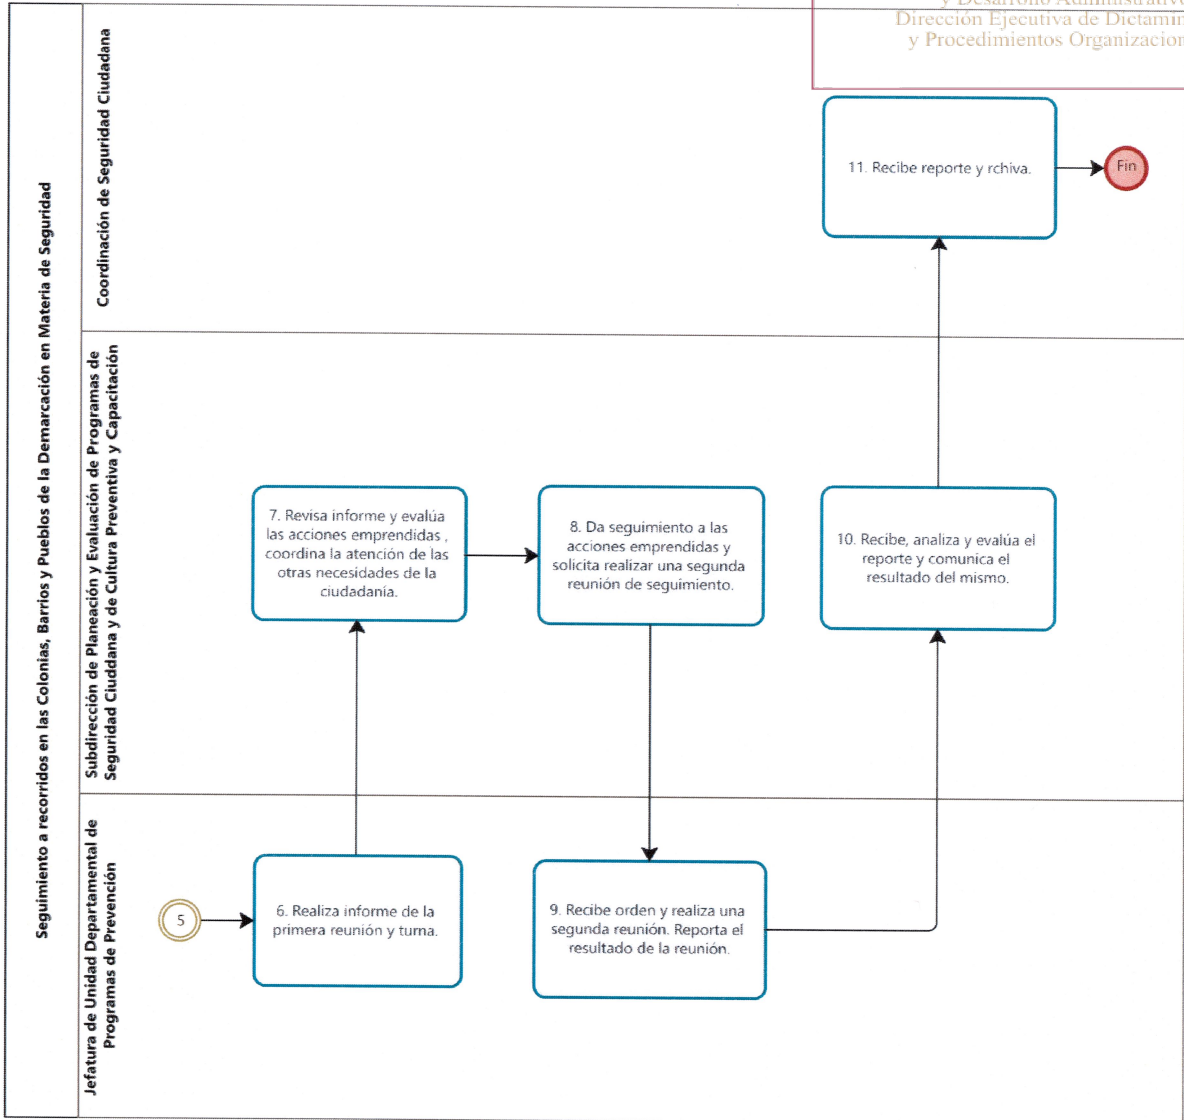 y Desarrollo Administrativo
Dirección Ejecutiva de Dictamin
y Procedimientos Organizacion
Seguimiento a recorridos en las Colonias, Barrios y Pueblos de la Demarcación en Materia de Seguridad
Coordinación de Seguridad Ciudadana
11. Recibe reporte y rchiva.
Fin
Subdirección de Planeación y Evaluación de Programas de
Seguridad Ciuddana y de Cultura Preventiva y Capacitación
7. Revisa informe y evalúa
las acciones emprendidas ,
coordina la atención de las
otras necesidades de la
ciudadanía.
8. Da seguimiento a las
acciones emprendidas y
solicita realizar una segunda
reunión de seguimiento.
10. Recibe, analiza y evalúa el
reporte y comunica el
resultado del mismo.
Jefatura de Unidad Departamental de
Programas de Prevención
5
6. Realiza informe de la
primera reunión y turna.
9. Recibe orden y realiza una
segunda reunión. Reporta el
resultado de la reunión.